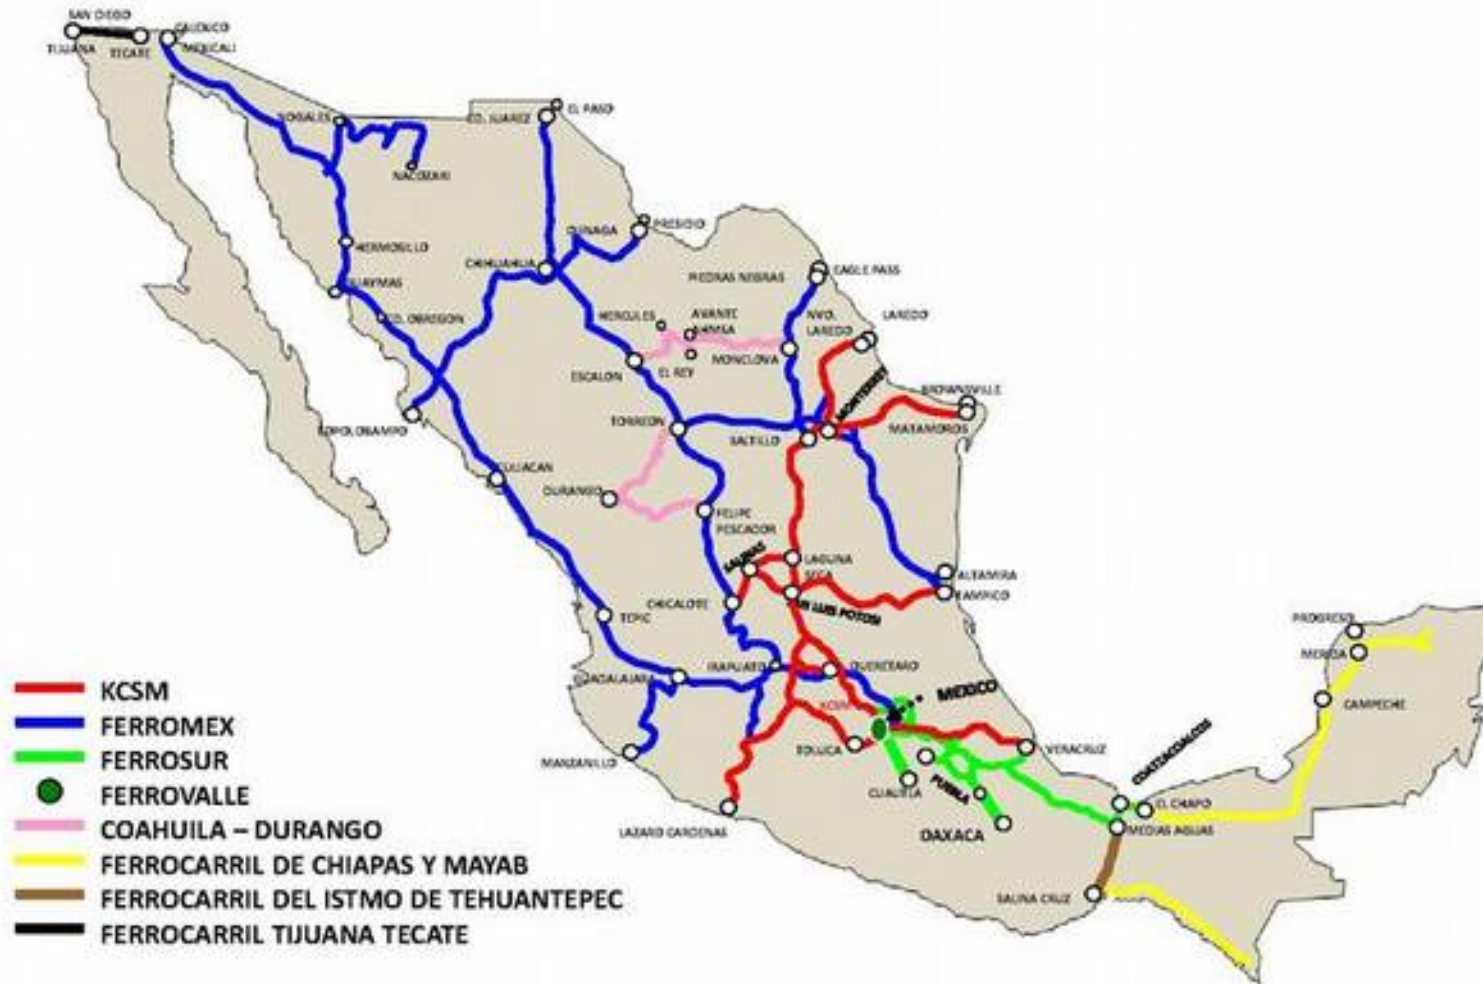 SAN DIEGO
CALEXICO
TIJUANA
TECATE
MEXICALI
NOGALES
CD. JUAREZ
EL PASO
NACOZARI
HERMOSILLO
GUAYMAS
CD. OBREGON
CHIHUAHUA
OJINAGA
PRESIDIO
PIEDRAS NEGRAS
EAGLE PASS
HERCULES
AVANTE
AHMSA
NVO.
LAREDO
LAREDO
MONCLOVA
ESCALON
EL REY
MONTERREY
BROWNSVILLE
MATAMOROS
TOPOLOBAMPO
TORREON
SALTILLO
CULIACAN
DURANGO
FELIPE
PESCADOR
SALINAS
LAGUNA
SECA
ALTAMIRA
TAMPICO
CHICALOTE
SAN LUIS POTOSI
TEPIC
IRAPUATO
QUERETARO
GUADALAJARA
KCSM
MEXICO
MANZANILLO
TOLUCA
VERACRUZ
CUAUTLA
PUEBLA
LAZARO CARDENAS
OAXACA
COATZACOALCOS
EL CHAPO
MEDIAS AGUAS
SALINA CRUZ
PROGRESO
MERIDA
CAMPECHE
KCSM
FERROMEX
FERROSUR
FERROVALLE
COAHUILA – DURANGO
FERROCARRIL DE CHIAPAS Y MAYAB
FERROCARRIL DEL ISTMO DE TEHUANTEPEC
FERROCARRIL TIJUANA TECATE